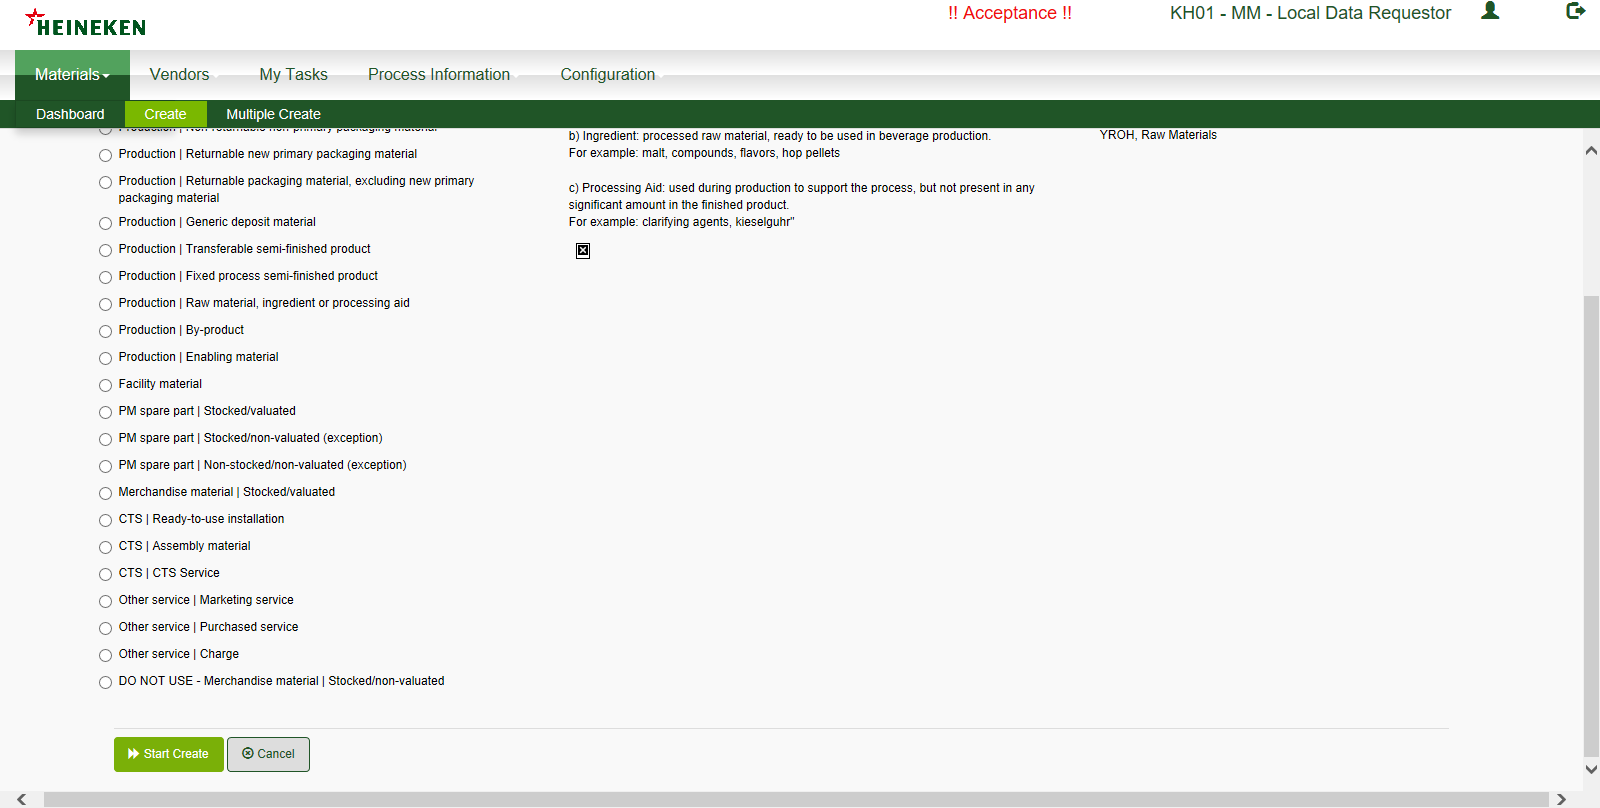 HEINEKEN
!! Acceptance !!
KH01 - MM - Local Data Requestor
Materials
Vendors
My Tasks
Process Information
Configuration
Dashboard
Create
Multiple Create
Production | Non-returnable non-primary packaging material
Production | Returnable new primary packaging material
Production | Returnable packaging material, excluding new primary
packaging material
Production | Generic deposit material
Production | Transferable semi-finished product
Production | Fixed process semi-finished product
Production | Raw material, ingredient or processing aid
Production | By-product
Production | Enabling material
Facility material
PM spare part | Stocked/valuated
PM spare part | Stocked/non-valuated (exception)
PM spare part | Non-stocked/non-valuated (exception)
Merchandise material | Stocked/valuated
CTS | Ready-to-use installation
CTS | Assembly material
CTS | CTS Service
Other service | Marketing service
Other service | Purchased service
Other service | Charge
DO NOT USE - Merchandise material | Stocked/non-valuated
b) Ingredient: processed raw material, ready to be used in beverage production.
For example: malt, compounds, flavors, hop pellets
c) Processing Aid: used during production to support the process, but not present in any
significant amount in the finished product.
For example: clarifying agents, kieselguhr"
YROH, Raw Materials
Start Create
Cancel